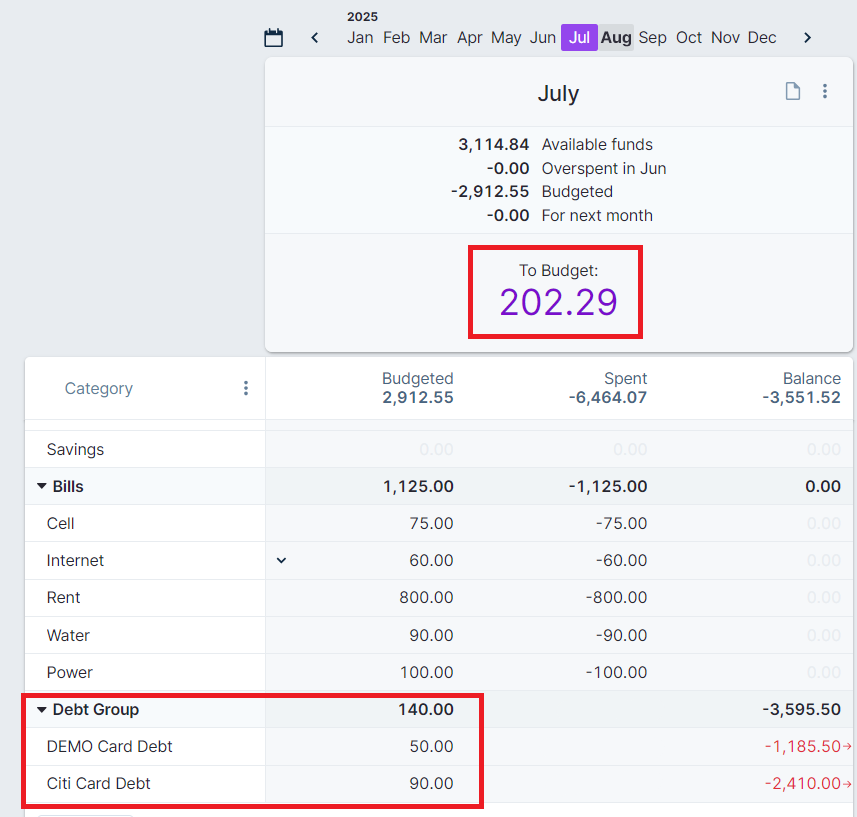 2025
Jan Feb Mar Apr May Jun Jul Aug Sep Oct Nov Dec
July
3,114.84 Available funds
-0.00 Overspent in Jun
-2,912.55 Budgeted
-0.00 For next month
To Budget:
202.29
Category Budgeted Spent Balance
2,912.55 -6,464.07 -3,551.52
Savings 0.00 0.00 0.00
Bills 1,125.00 -1,125.00 0.00
Cell 75.00 -75.00 0.00
Internet 60.00 -60.00 0.00
Rent 800.00 -800.00 0.00
Water 90.00 -90.00 0.00
Power 100.00 -100.00 0.00
Debt Group 140.00 -3,595.50
DEMO Card Debt 50.00 -1,185.50→
Citi Card Debt 90.00 -2,410.00→